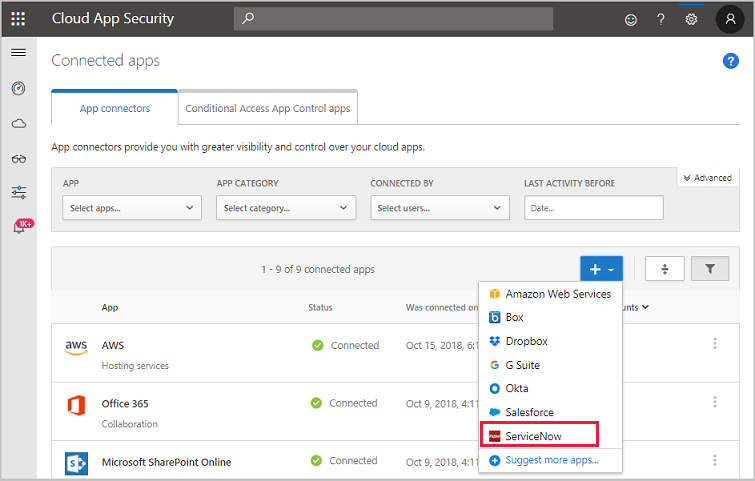 Cloud App Security
?
Connected apps
?
App connectors
Conditional Access App Control apps
App connectors provide you with greater visibility and control over your cloud apps.
Advanced
APP
APP CATEGORY
CONNECTED BY
LAST ACTIVITY BEFORE
Select apps...
Select category...
Select users...
Date...
1K+
1 - 9 of 9 connected apps
Amazon Web Services
Box
Dropbox
G Suite
Okta
Salesforce
ServiceNow
Suggest more apps...
App
Status
Was connected on
unts
aws
AWS
Hosting services
Connected
Oct 15, 2018, 6:1
Office 365
Collaboration
Connected
Oct 9, 2018, 4:11
Microsoft SharePoint Online
Connected
Oct 9, 2018, 4:11